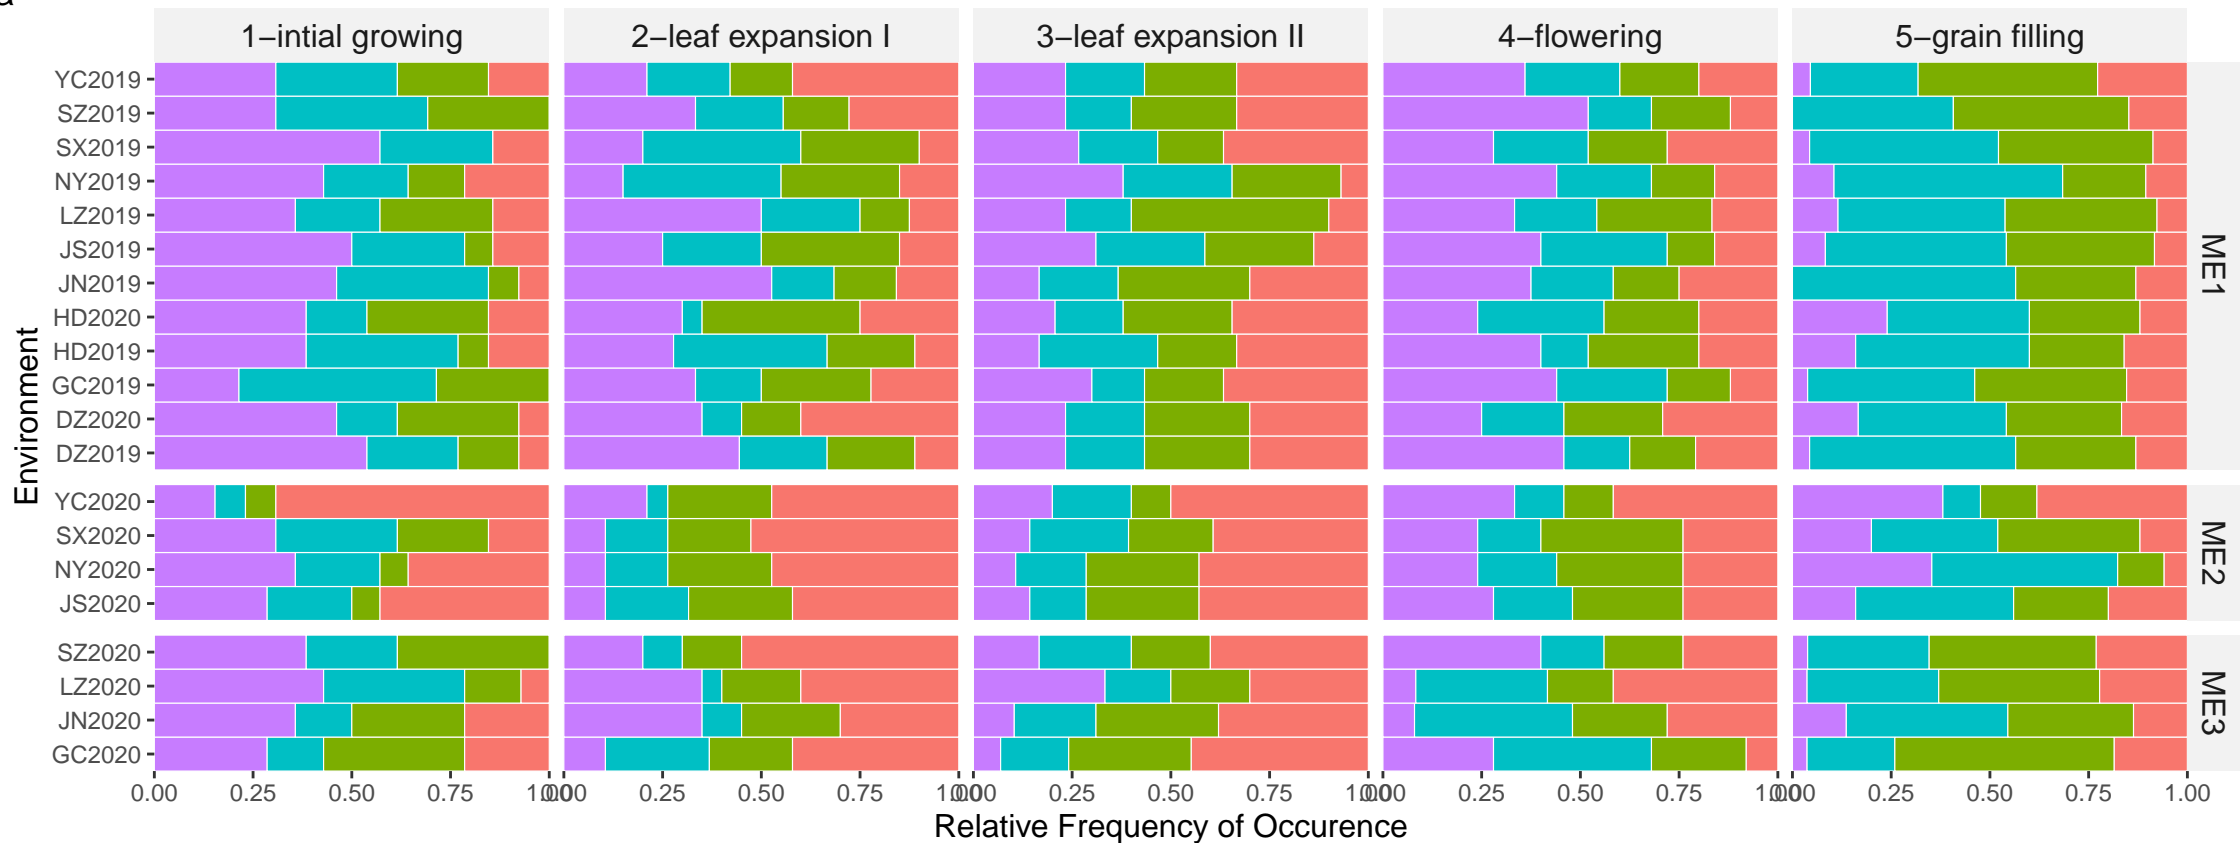 a
1−intial growing
2−leaf expansion I
3−leaf expansion II
4−flowering
5−grain filling
YC2019
SZ2019
SX2019
NY2019
LZ2019
JS2019
JN2019
HD2020
HD2019
GC2019
DZ2020
DZ2019
ME1
YC2020
SX2020
NY2020
JS2020
ME2
SZ2020
LZ2020
JN2020
GC2020
ME3
Environment
0.00 0.25 0.50 0.75 1.00 0.00 0.25 0.50 0.75 1.00 0.00 0.25 0.50 0.75 1.00 0.00 0.25 0.50 0.75 1.00 0.00 0.25 0.50 0.75 1.00
Relative Frequency of Occurence